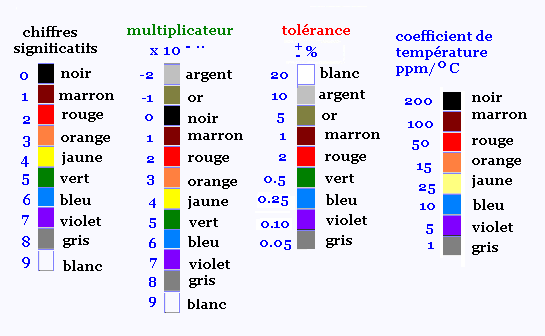 chiffres
significatifs
0 noir
1 marron
2 rouge
3 orange
4 jaune
5 vert
6 bleu
7 violet
8 gris
9 blanc
multiplicateur
x 10 - ··
-2 argent
-1 or
0 noir
1 marron
2 rouge
3 orange
4 jaune
5 vert
6 bleu
7 violet
8 gris
9 blanc
tolérance
+
- %
20 blanc
10 argent
5 or
1 marron
2 rouge
0.5 vert
0.25 bleu
0.10 violet
0.05 gris
coefficient de
température
ppm/°C
200 noir
100 marron
50 rouge
15 orange
25 jaune
10 bleu
5 violet
1 gris